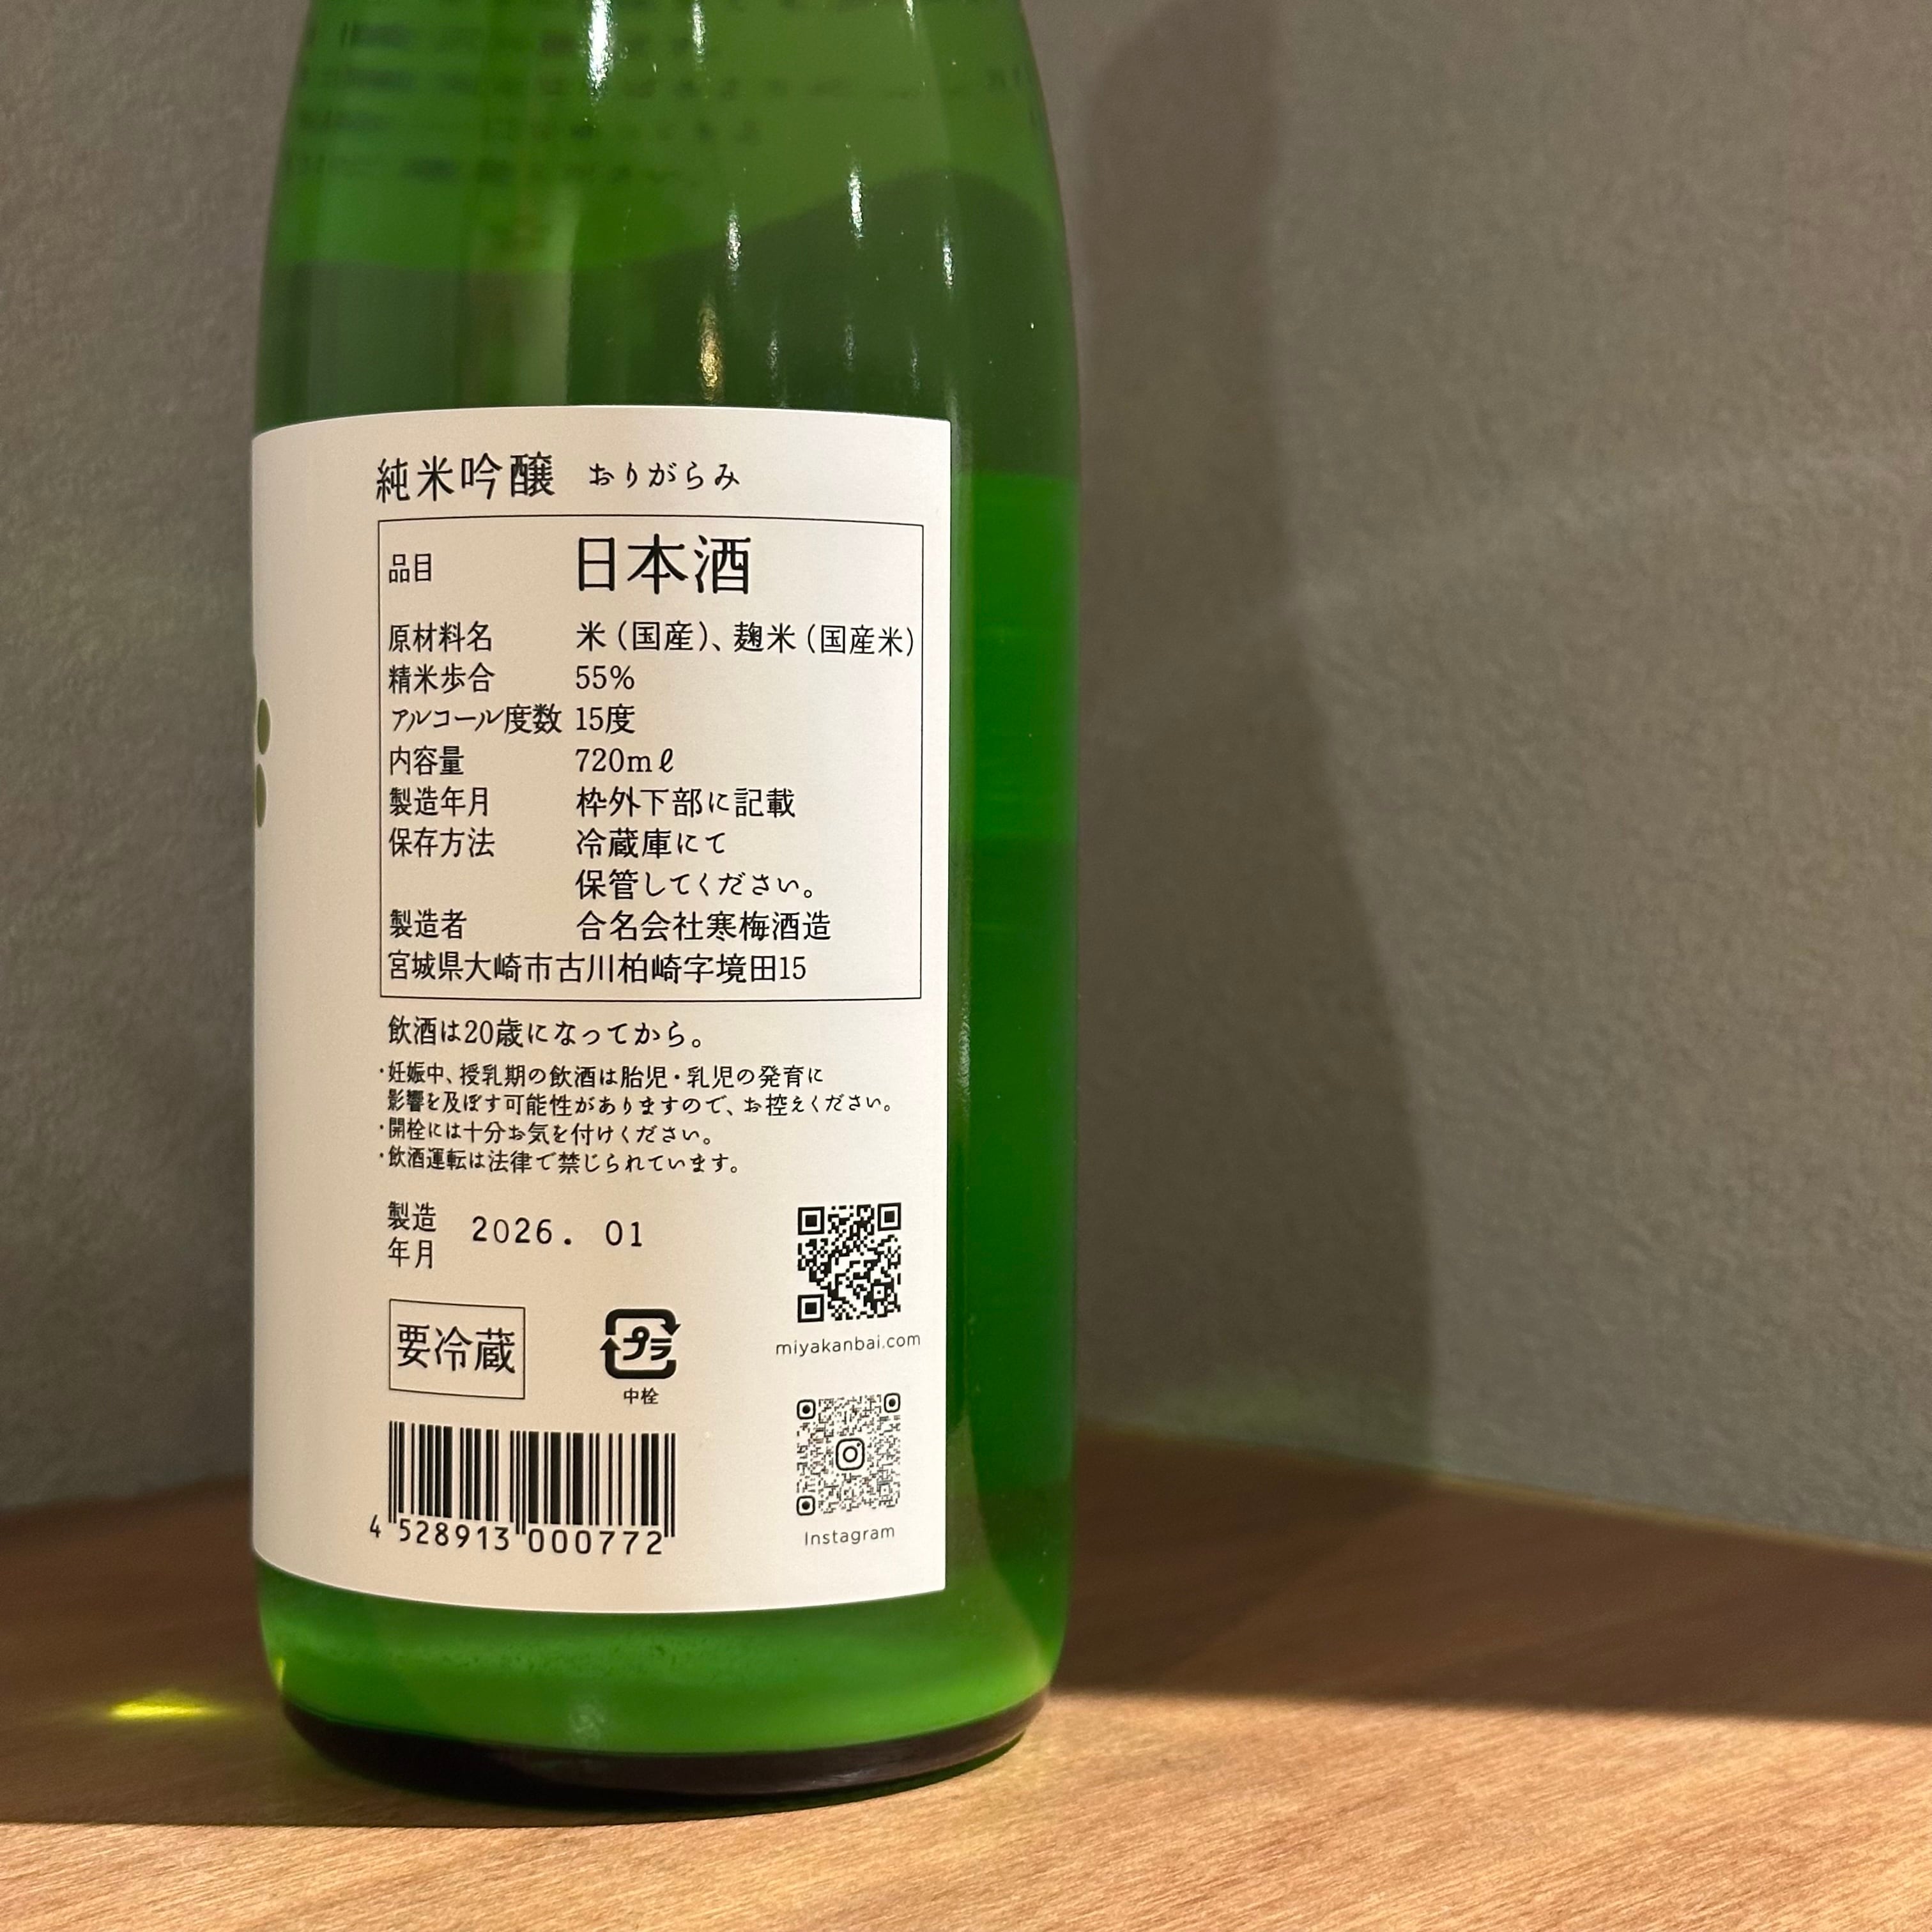 純米吟醸 おりがらみ
品目 日本酒
原材料名 米(国産)、麹米(国産米)
精米歩合 55%
アルコール度数 15度
内容量 720mℓ
製造年月 枠外下部に記載
保存方法 冷蔵庫にて
保管してください。
製造者 合名会社寒梅酒造
宮城県大崎市古川柏崎字境田15
飲酒は20歳になってから。
・妊娠中、授乳期の飲酒は胎児・乳児の発育に
影響を及ぼす可能性がありますので、お控えください。
・開栓には十分お気を付けください。
・飲酒運転は法律で禁じられています。
製造
年月 2026. 01
miyakanbai.com
要冷蔵
プラ
中栓
4 528913 000772
Instagram